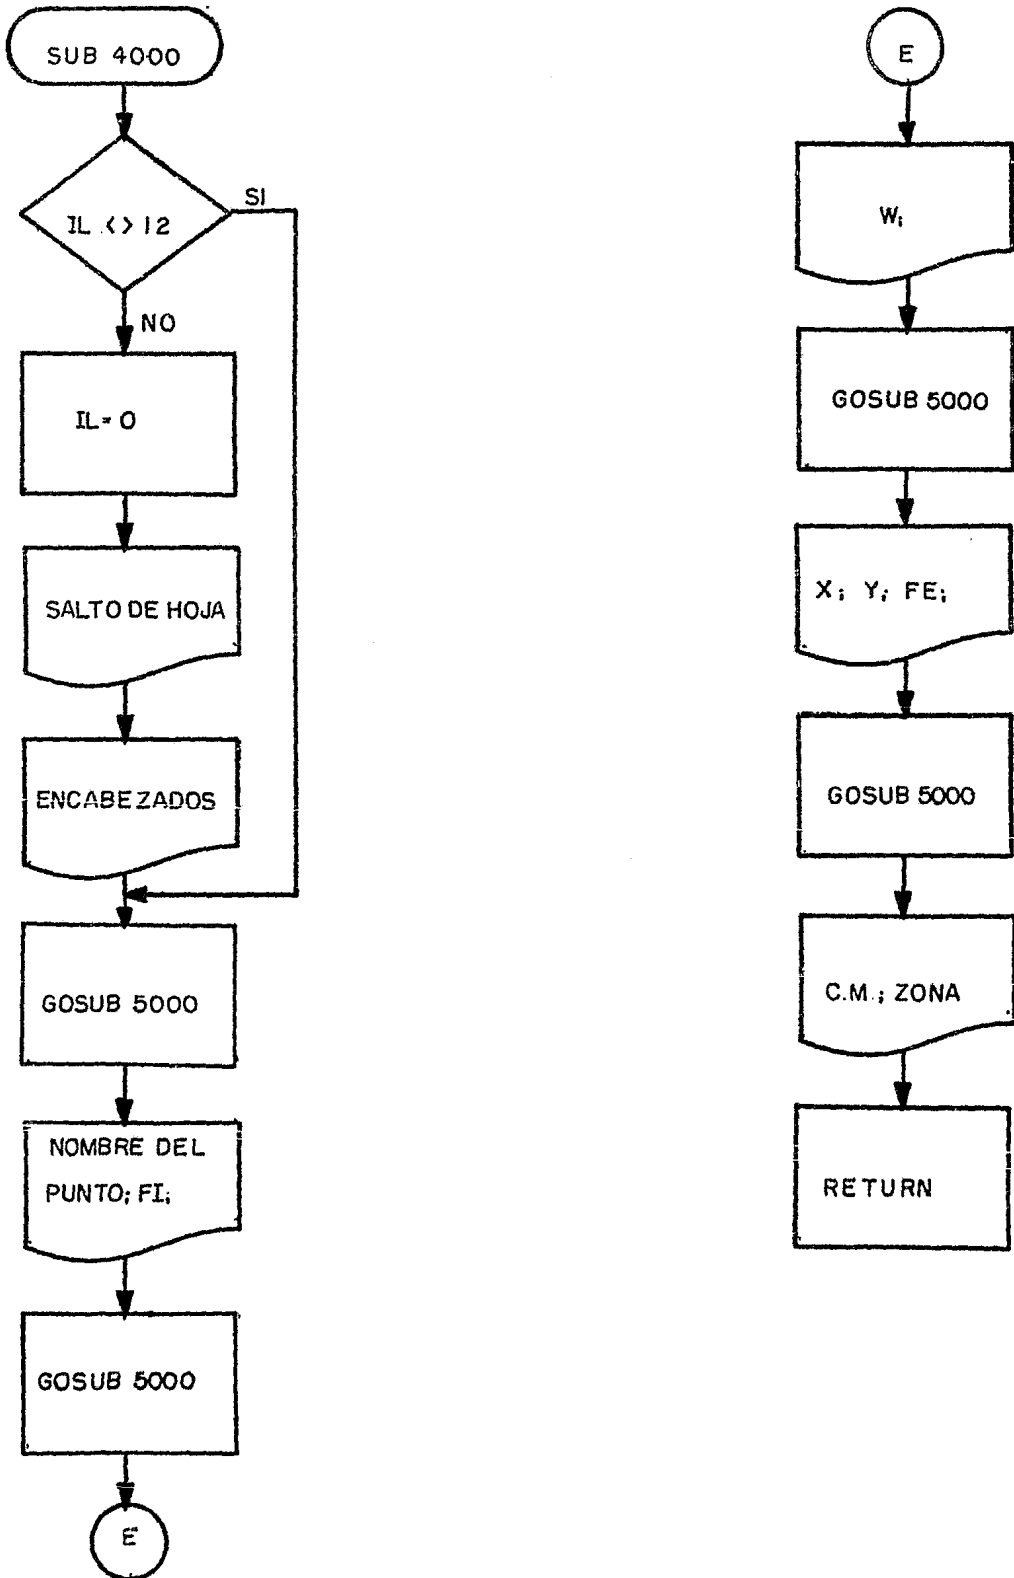 SUB 4000
IL <> 12
SI
NO
IL=0
SALTO DE HOJA
ENCABEZADOS
GOSUB 5000
NOMBRE DEL
PUNTO; FI;
GOSUB 5000
E
E
W;
GOSUB 5000
X; Y; FE;
GOSUB 5000
C.M.; ZONA
RETURN